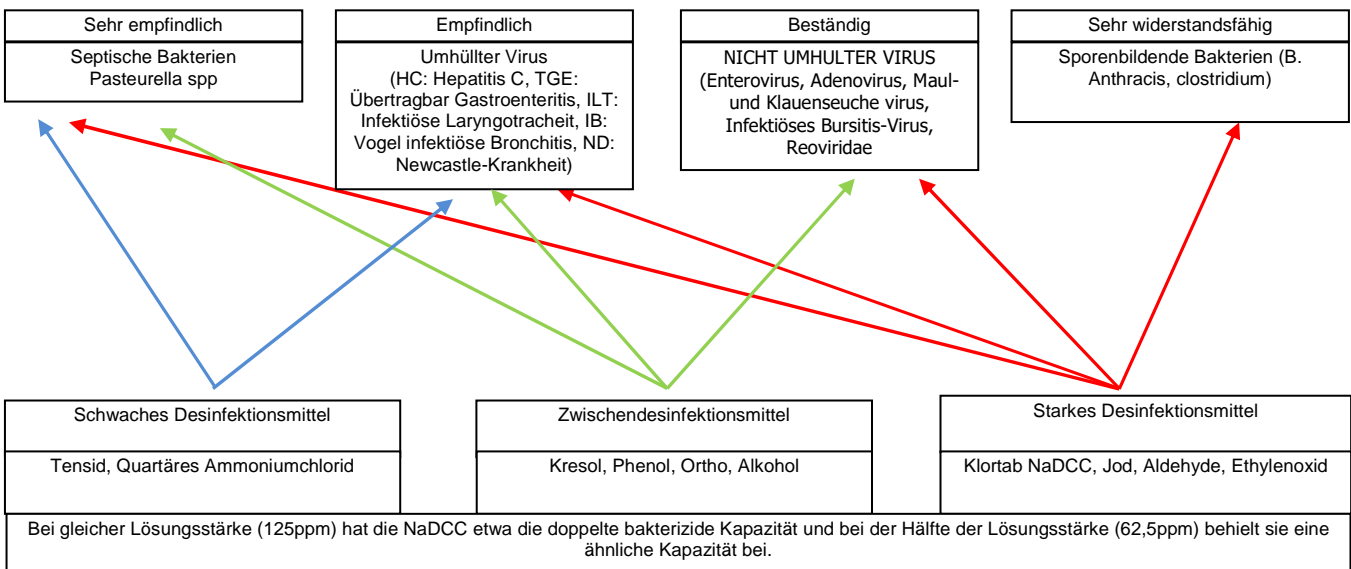 Sehr empfindlich
Septische Bakterien
Pasteurella spp
Empfindlich
Umhüllter Virus
(HC: Hepatitis C, TGE:
Übertragbar Gastroenteritis, ILT:
Infektiöse Laryngotracheit, IB:
Vogel infektiöse Bronchitis, ND:
Newcastle-Krankheit)
Beständig
NICHT UMHULTER VIRUS
(Enterovirus, Adenovirus, Maul-
und Klauenseuche virus,
Infektiöses Bursitis-Virus,
Reoviridae
Sehr widerstandsfähig
Sporenbildende Bakterien (B.
Anthracis, clostridium)
Schwaches Desinfektionsmittel
Tensid, Quartäres Ammoniumchlorid
Zwischendesinfektionsmittel
Kresol, Phenol, Ortho, Alkohol
Starkes Desinfektionsmittel
Klortab NaDCC, Jod, Aldehyde, Ethylenoxid
Bei gleicher Lösungsstärke (125ppm) hat die NaDCC etwa die doppelte bakterizide Kapazität und bei der Hälfte der Lösungsstärke (62,5ppm) behielt sie eine
ähnliche Kapazität bei.